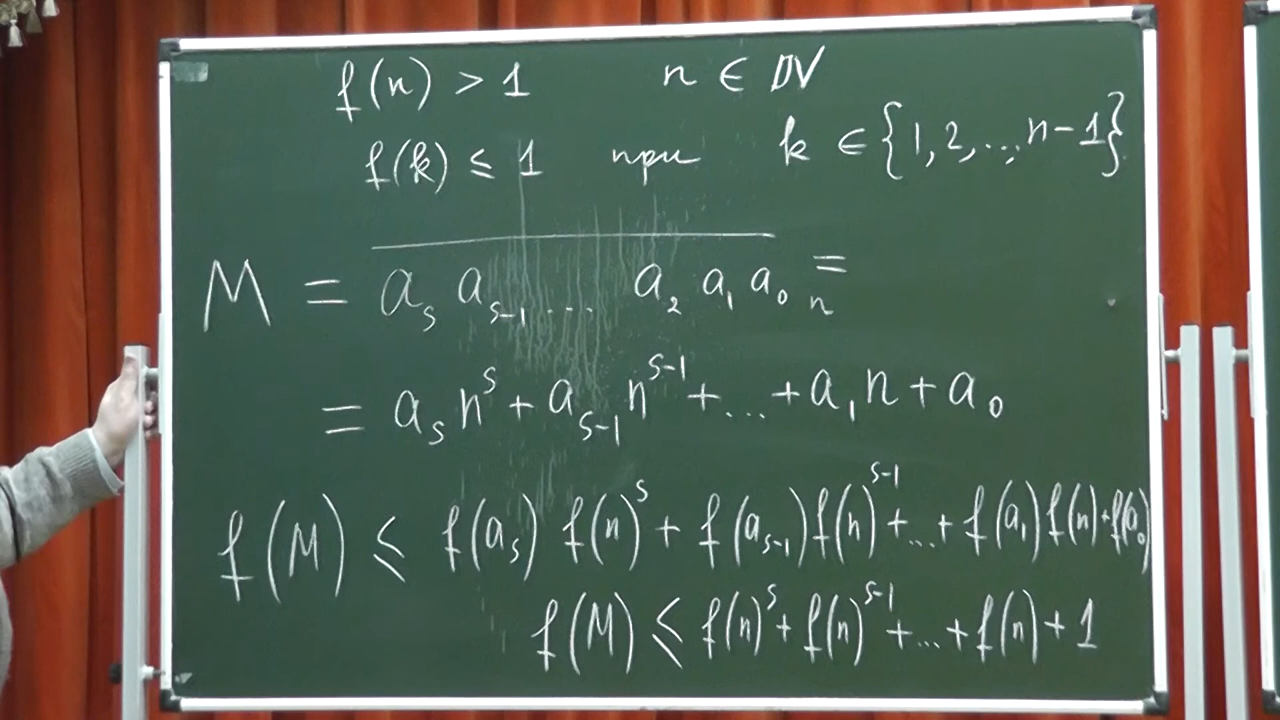 f(n) > 1 n ∈ ℕ
f(k) ≤ 1 при k ∈ {1, 2, ..., n-1}
M = \overline{a_s a_{s-1} ... a_2 a_1 a_0}_n =
= a_s n^s + a_{s-1} n^{s-1} + ... + a_1 n + a_0
f(M) ≤ f(a_s) f(n)^s + f(a_{s-1}) f(n)^{s-1} + ... + f(a_1) f(n) + f(a_0)
f(M) ≤ f(n)^s + f(n)^{s-1} + ... + f(n) + 1